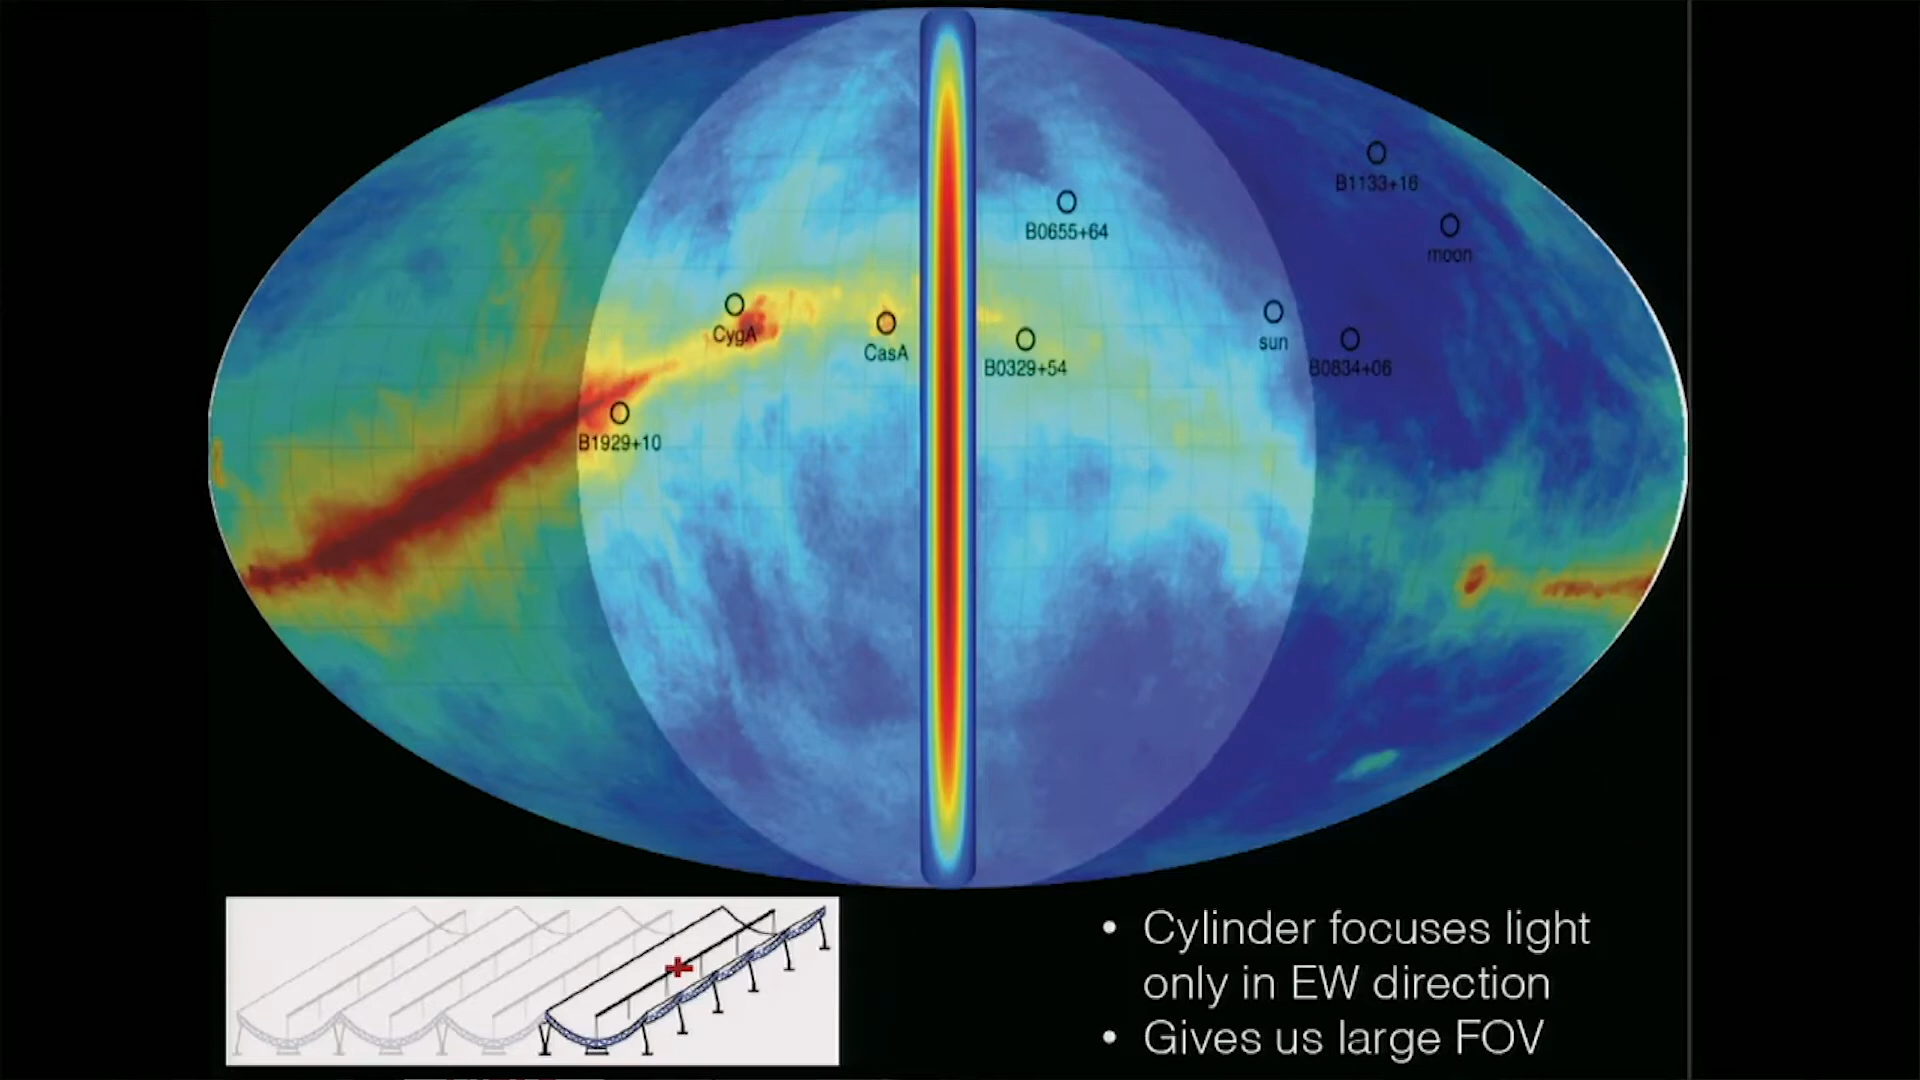 B1133+16
B0655+64
moon
CygA
sun
CasA
B0329+54
B0834+06
B1929+10
• Cylinder focuses light
only in EW direction
• Gives us large FOV